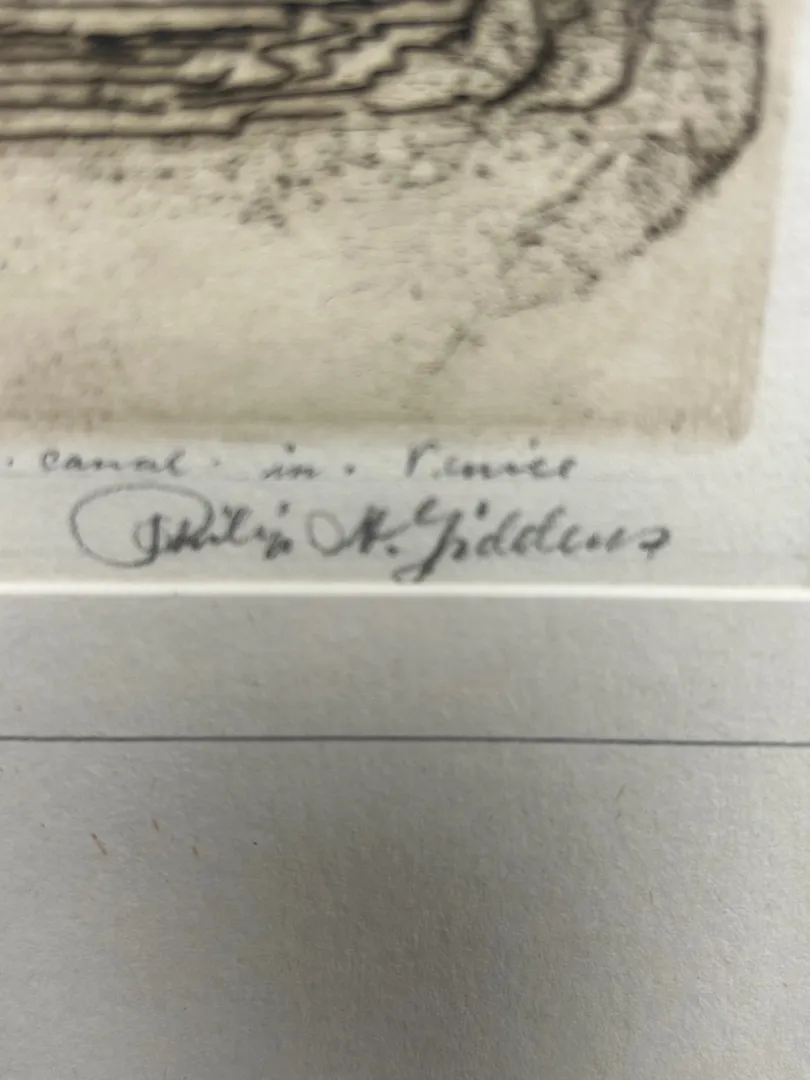 . canal . in . Venice
Philip H. Giddens